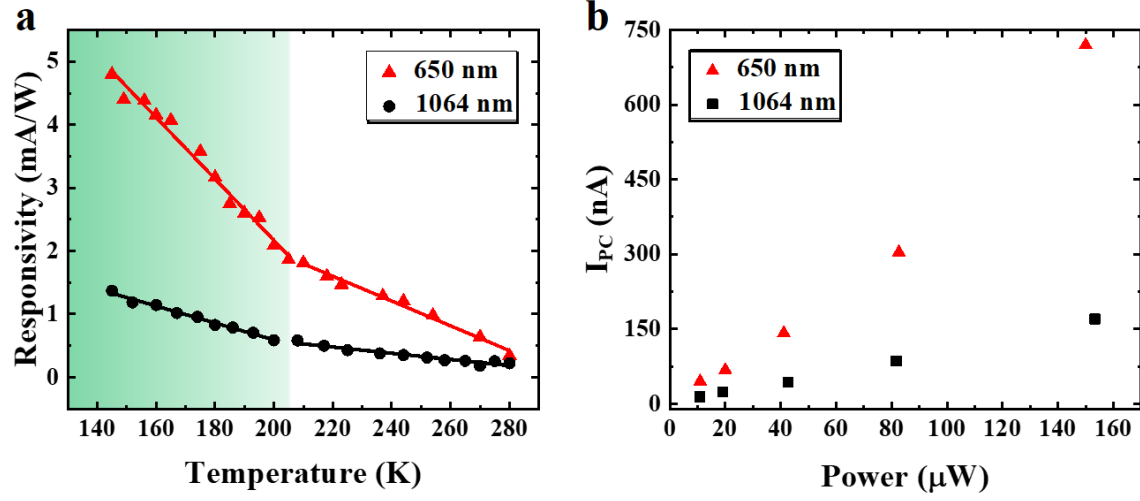 a
Responsivity (mA/W)
5
4
3
2
1
0
140 160 180 200 220 240 260 280
Temperature (K)
650 nm
1064 nm
b
I_PC (nA)
750
600
450
300
150
0
0 20 40 60 80 100 120 140 160
Power (μW)
650 nm
1064 nm